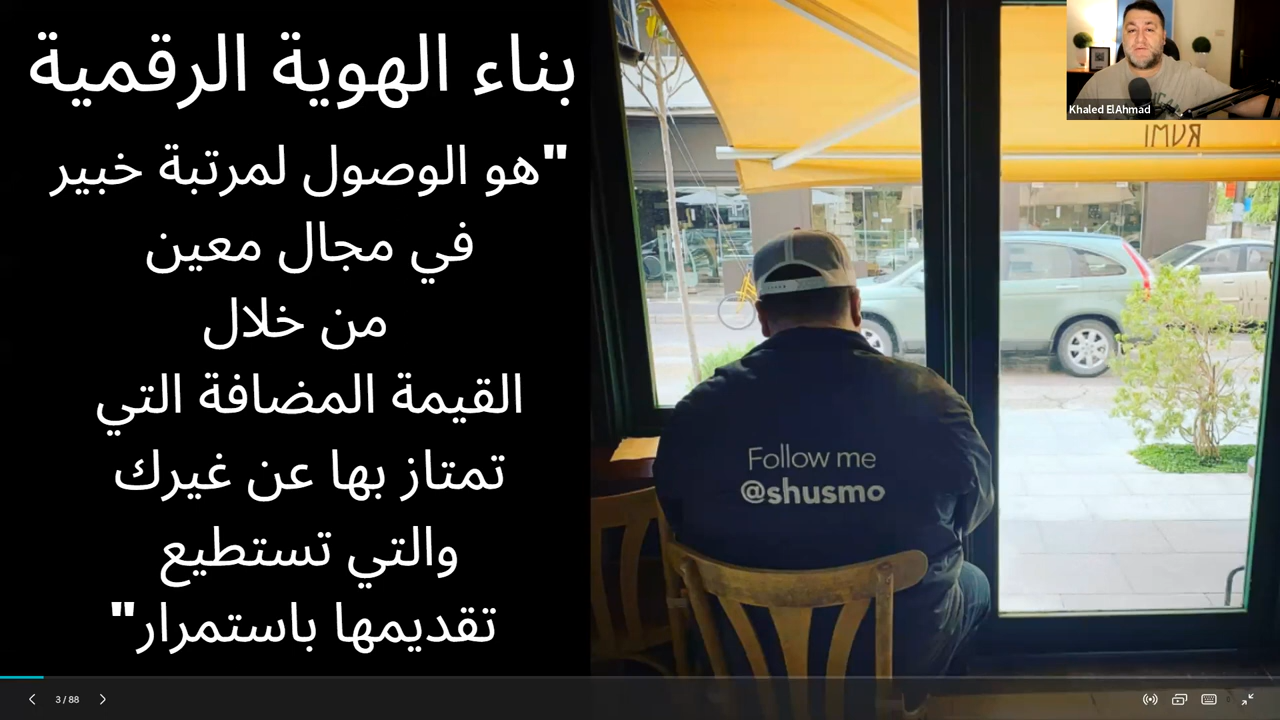 بناء الهوية الرقمية
"هو الوصول لمرتبة خبير
في مجال معين
من خلال
القيمة المضافة التي
تمتاز بها عن غيرك
والتي تستطيع
تقديمها باستمرار"
Khaled ElAhmad
RUMI
Follow me
@shusmo
3 / 88